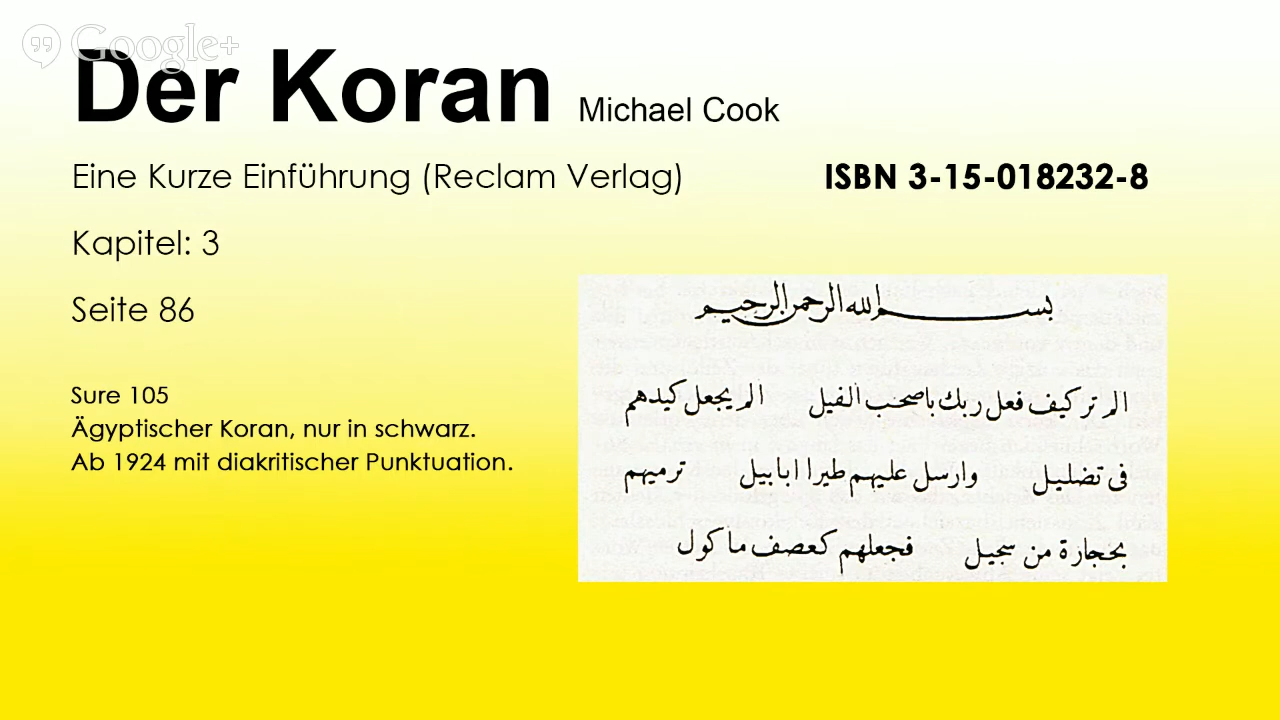 Google+
Der Koran Michael Cook
Eine Kurze Einführung (Reclam Verlag) ISBN 3-15-018232-8
Kapitel: 3
Seite 86
Sure 105
Ägyptischer Koran, nur in schwarz.
Ab 1924 mit diakritischer Punktuation.
بسم الله الرحمن الرحيم
الم تر كيف فعل ربك باصحب الفيل الم يجعل كيدهم
فى تضليل وارسل عليهم طيرا ابابيل ترميهم
بحجارة من سجيل فجعلهم كعصف ماكول